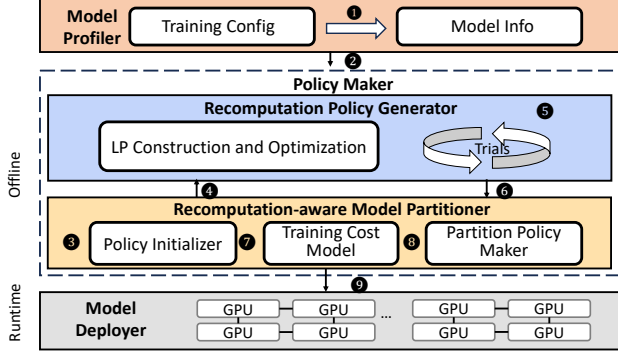 Model
Profiler
Training Config
❶
Model Info
❷
Offline
Policy Maker
Recomputation Policy Generator
❺
LP Construction and Optimization
Trials
❹
❻
Recomputation-aware Model Partitioner
❸
Policy Initializer
❼
Training Cost
Model
❽
Partition Policy
Maker
❾
Runtime
Model
Deployer
GPU GPU ... GPU GPU
GPU GPU GPU GPU